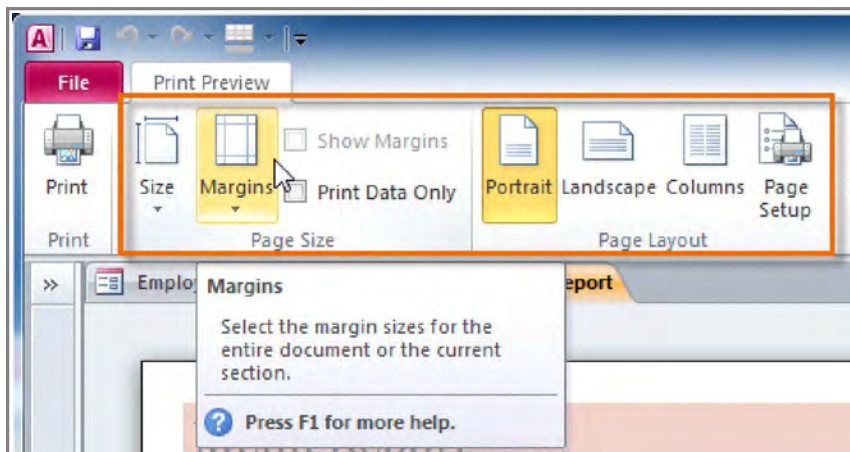 A
File Print Preview
Print Size Margins Show Margins Print Data Only Portrait Landscape Columns Page Setup
Print Page Size Page Layout
» Emplo eport
Margins
Select the margin sizes for the
entire document or the current
section.
? Press F1 for more help.